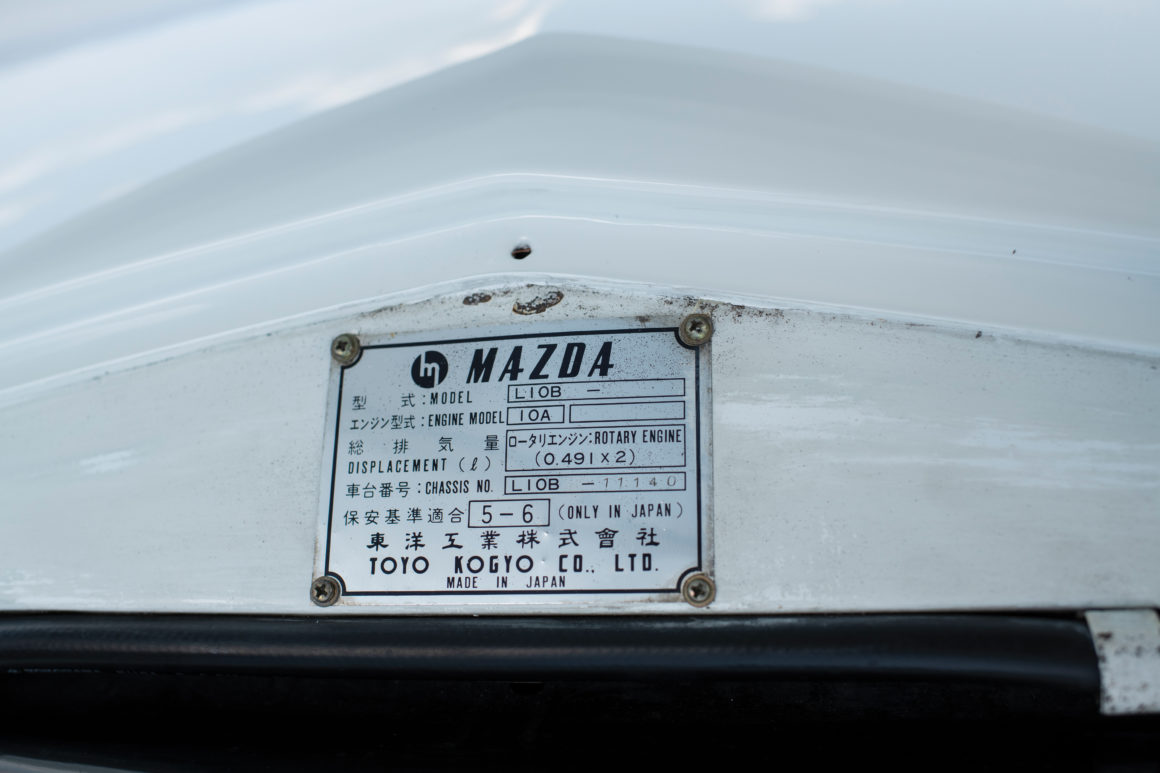 m MAZDA
型 式:MODEL L10B -
エンジン型式:ENGINE MODEL 10A
総排気量 ロータリエンジン:ROTARY ENGINE
DISPLACEMENT (ℓ) (0.491×2)
車台番号:CHASSIS NO. L10B -11140
保安基準適合 5-6 (ONLY IN JAPAN)
東洋工業株式會社
TOYO KOGYO CO., LTD.
MADE IN JAPAN